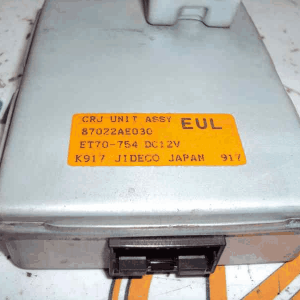 CRJ UNIT ASSY EUL
87022AE030
ET70-754 DC12V
K917 JIDECO JAPAN 917